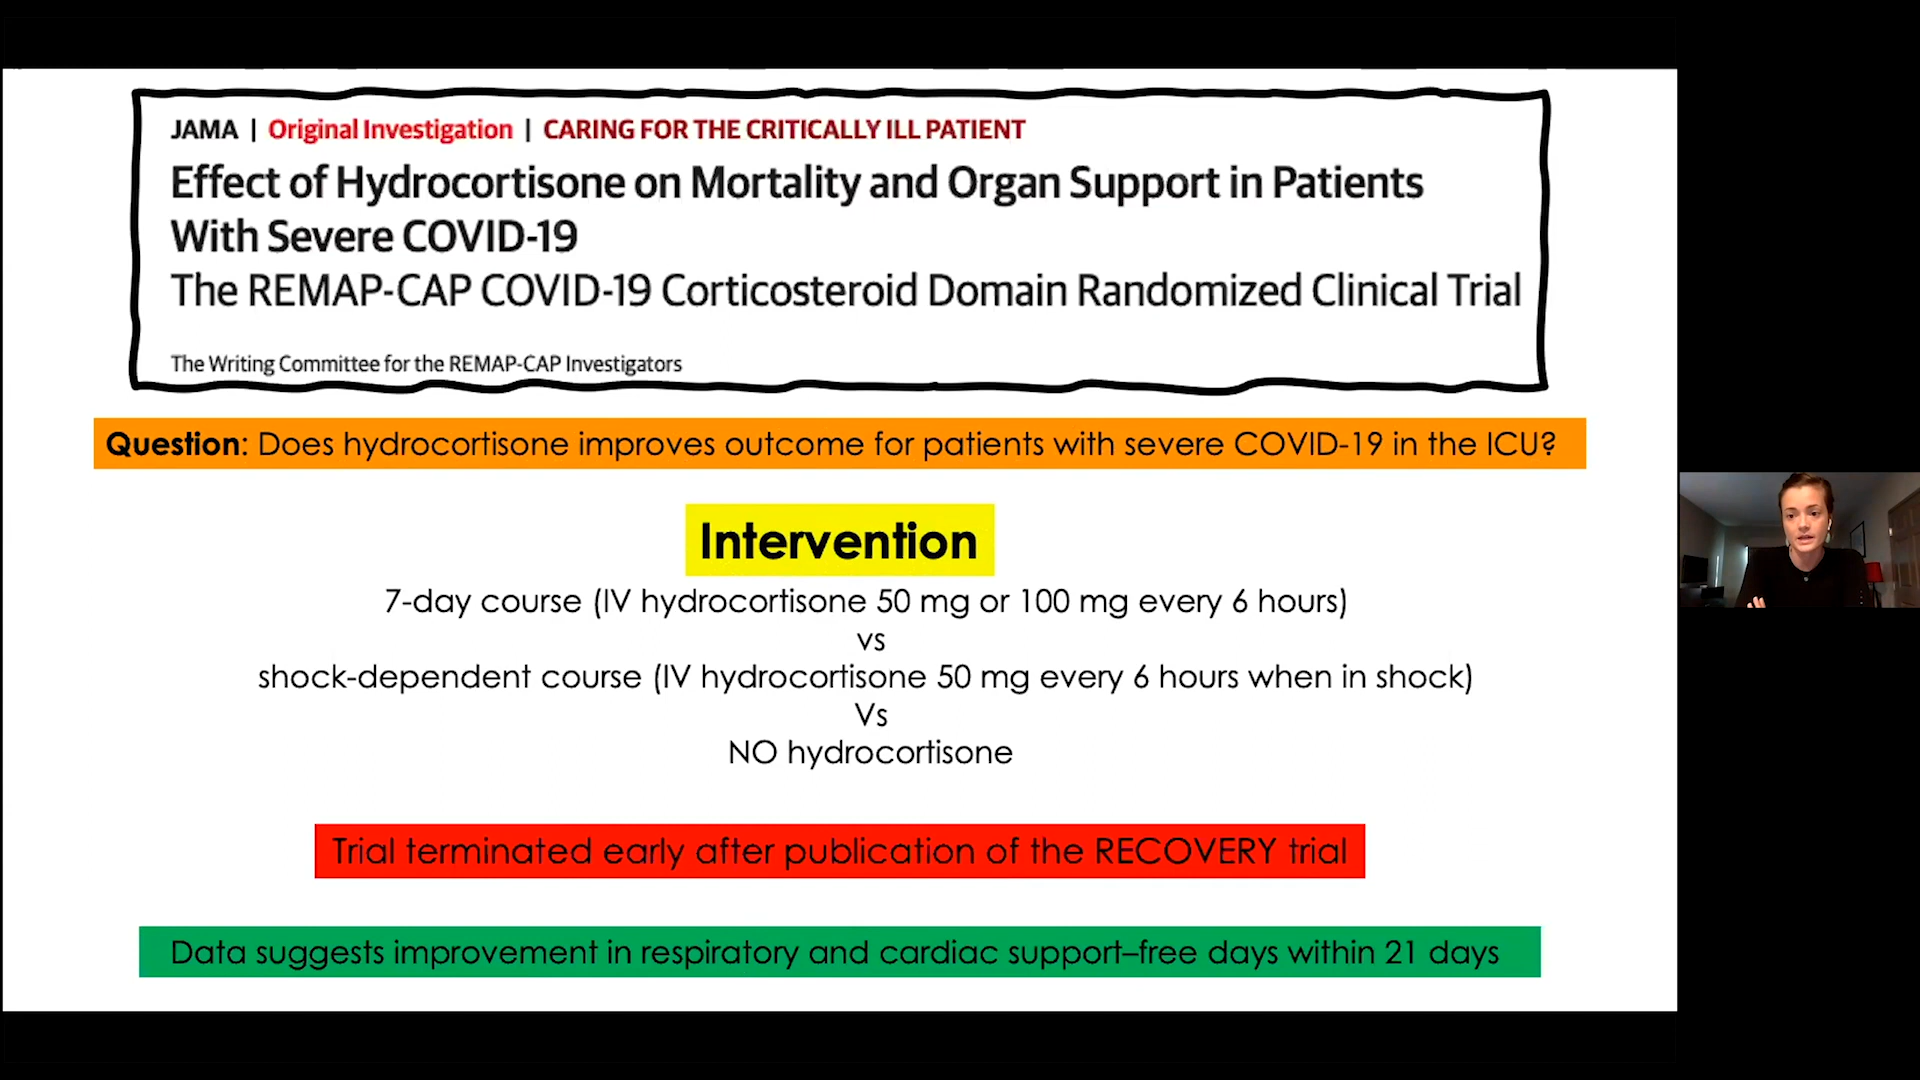 JAMA | Original Investigation | CARING FOR THE CRITICALLY ILL PATIENT
Effect of Hydrocortisone on Mortality and Organ Support in Patients
With Severe COVID-19
The REMAP-CAP COVID-19 Corticosteroid Domain Randomized Clinical Trial
The Writing Committee for the REMAP-CAP Investigators
Question: Does hydrocortisone improves outcome for patients with severe COVID-19 in the ICU?
Intervention
7-day course (IV hydrocortisone 50 mg or 100 mg every 6 hours)
vs
shock-dependent course (IV hydrocortisone 50 mg every 6 hours when in shock)
Vs
NO hydrocortisone
Trial terminated early after publication of the RECOVERY trial
Data suggests improvement in respiratory and cardiac support–free days within 21 days